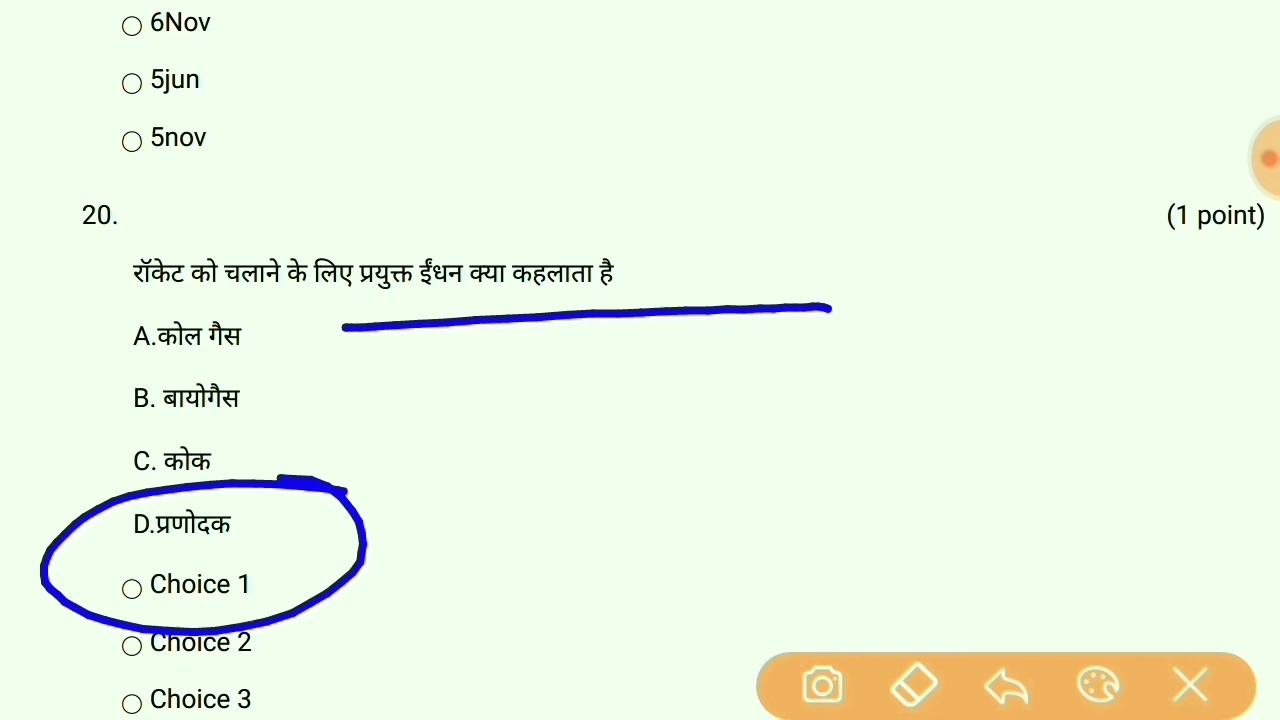 6Nov
5jun
5nov
20.
(1 point)
रॉकेट को चलाने के लिए प्रयुक्त ईंधन क्या कहलाता है
A.कोल गैस
B. बायोगैस
C. कोक
D.प्रणोदक
Choice 1
Choice 2
Choice 3